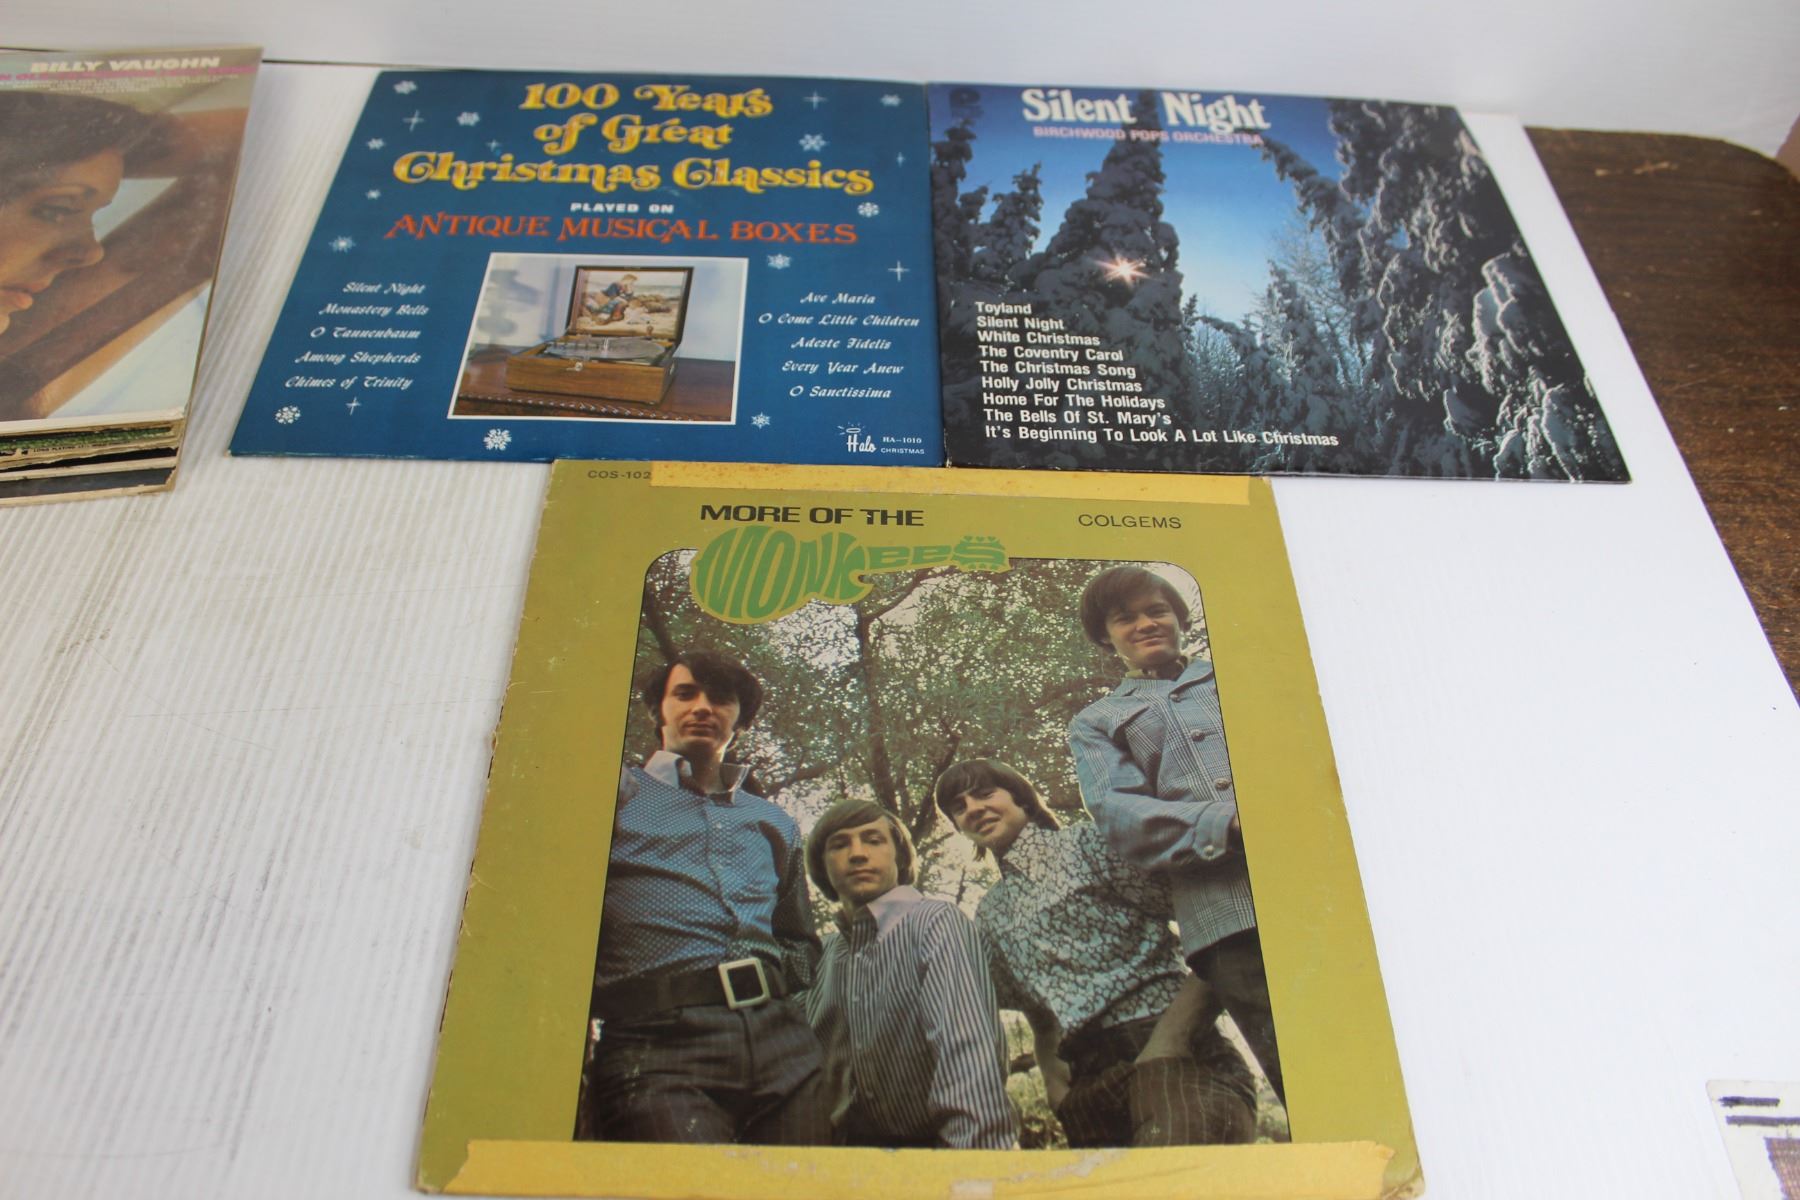 BILLY VAUGHN
100 Years
of Great
Christmas Classics
PLAYED ON
ANTIQUE MUSICAL BOXES
Silent Night
Monastery Bells
O Tannenbaum
Among Shepherds
Chimes of Trinity
Ave Maria
O Come Little Children
Adeste Fidelis
Every Year Anew
O Sanctissima
Halo
HA-1010
CHRISTMAS
Silent Night
BIRCHWOOD POPS ORCHESTRA
Toyland
Silent Night
White Christmas
The Coventry Carol
The Christmas Song
Holly Jolly Christmas
Home For The Holidays
The Bells Of St. Mary's
It's Beginning To Look A Lot Like Christmas
COS-102
MORE OF THE
MONKEES
COLGEMS